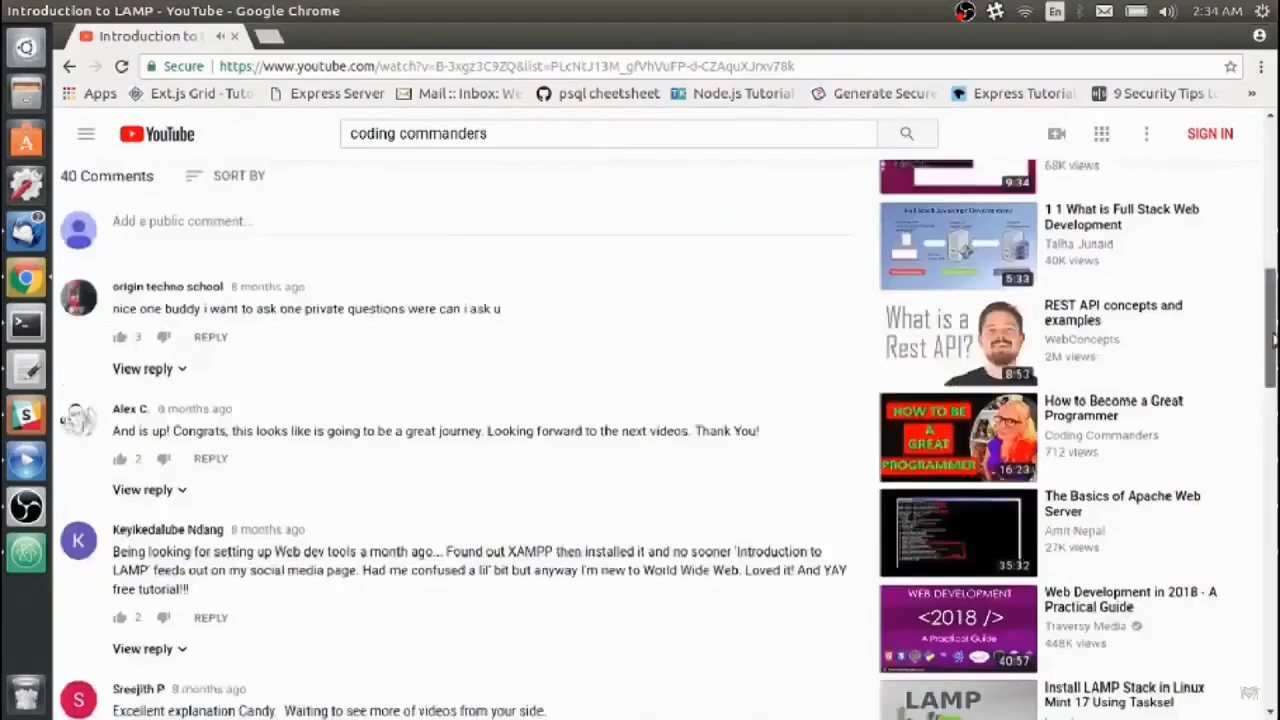 Introduction to LAMP - YouTube - Google Chrome
En
2:34 AM
Introduction to
Secure
https://www.youtube.com/watch?v=B-3xgz3C9ZQ&list=PLcNtJ13M_gfVhVuFP-d-CZAquXJrxv78k
Apps
Ext.js Grid - Tuto
Express Server
Mail :: Inbox: We
psql cheetsheet
Node.js Tutorial
Generate Secure
Express Tutorial
9 Security Tips to
»
YouTube
coding commanders
SIGN IN
40 Comments
SORT BY
Add a public comment...
origin techno school 8 months ago
nice one buddy i want to ask one private questions were can i ask u
3
REPLY
View reply
Alex C. 8 months ago
And is up! Congrats, this looks like is going to be a great journey. Looking forward to the next videos. Thank You!
2
REPLY
View reply
K
Keyikedalube Ndang 8 months ago
Being looking for setting up Web dev tools a month ago... Found out XAMPP then installed it and no sooner 'Introduction to
LAMP' feeds out on my social media page. Had me confused a lil' bit but anyway I'm new to World Wide Web. Loved it! And YAY
free tutorial!!!
2
REPLY
View reply
S
Sreejith P 8 months ago
Excellent explanation Candy. Waiting to see more of videos from your side.
9:34
68K views
Full Stack Javascript Development
5:33
1 1 What is Full Stack Web
Development
Talha Junaid
40K views
What is a
Rest API?
8:53
REST API concepts and
examples
WebConcepts
2M views
HOW TO BE
A
GREAT
PROGRAMMER
16:23
How to Become a Great
Programmer
Coding Commanders
712 views
35:32
The Basics of Apache Web
Server
Amit Nepal
27K views
WEB DEVELOPMENT
<2018 />
A Practical Guide
40:57
Web Development in 2018 - A
Practical Guide
Traversy Media
448K views
LAMP
Install LAMP Stack in Linux
Mint 17 Using Tasksel